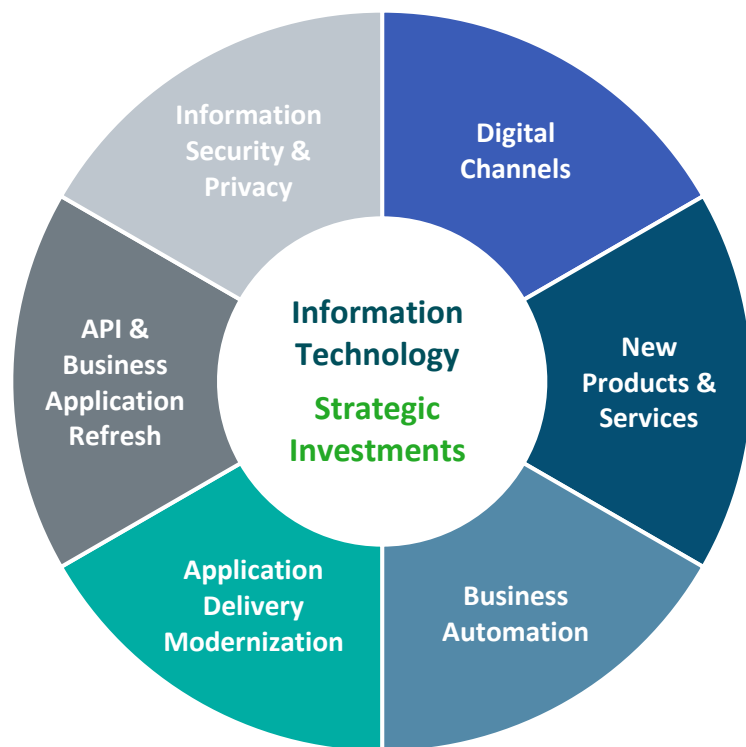 Information
Security &
Privacy
Digital
Channels
New
Products &
Services
Business
Automation
Application
Delivery
Modernization
API &
Business
Application
Refresh
Information
Technology
Strategic
Investments